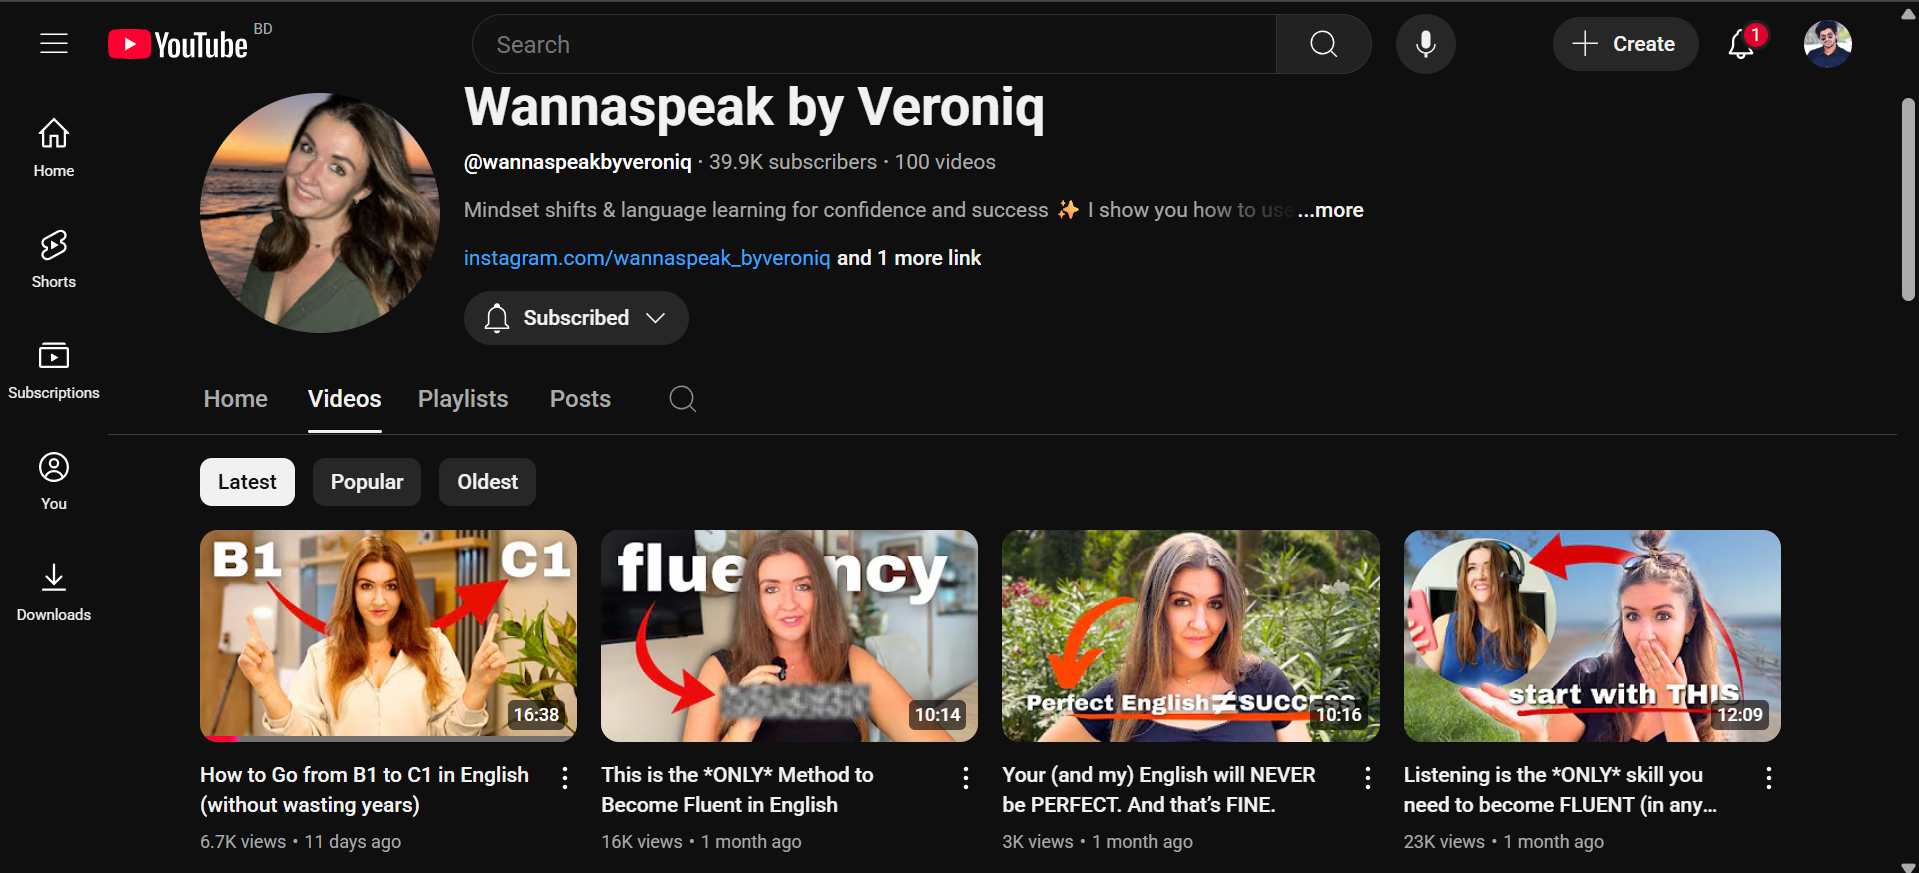 YouTube BD
Search
Create
1
Home
Shorts
Subscriptions
You
Downloads
Wannaspeak by Veroniq
@wannaspeakbyveroniq · 39.9K subscribers · 100 videos
Mindset shifts & language learning for confidence and success ✨ I show you how to use ...more
instagram.com/wannaspeak_byveroniq and 1 more link
Subscribed
Home Videos Playlists Posts
Latest Popular Oldest
B1 C1
16:38
How to Go from B1 to C1 in English
(without wasting years)
6.7K views • 11 days ago
flue ncy
10:14
This is the *ONLY* Method to
Become Fluent in English
16K views • 1 month ago
Perfect English≠SUCCESS
10:16
Your (and my) English will NEVER
be PERFECT. And that’s FINE.
3K views • 1 month ago
start with THIS
12:09
Listening is the *ONLY* skill you
need to become FLUENT (in any...
23K views • 1 month ago